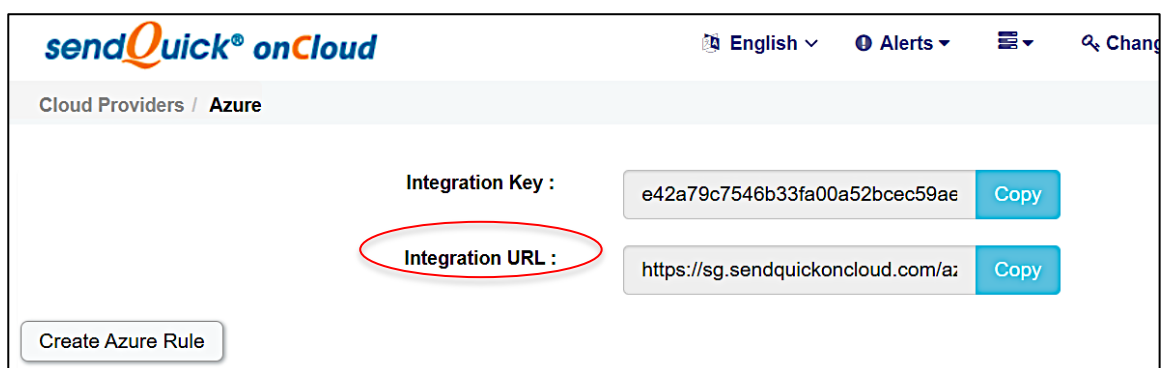 sendQuick® onCloud English Alerts Chang
Cloud Providers / Azure
Integration Key : e42a79c7546b33fa00a52bcec59ae Copy
Integration URL : https://sg.sendquickoncloud.com/az Copy
Create Azure Rule